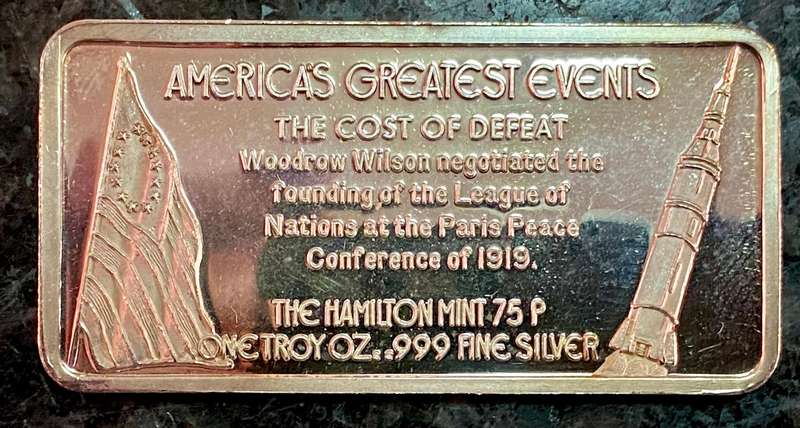 AMERICA'S GREATEST EVENTS
THE COST OF DEFEAT
Woodrow Wilson negotiated the
founding of the League of
Nations at the Paris Peace
Conference of 1919.
THE HAMILTON MINT 75 P
ONE TROY OZ. .999 FINE SILVER